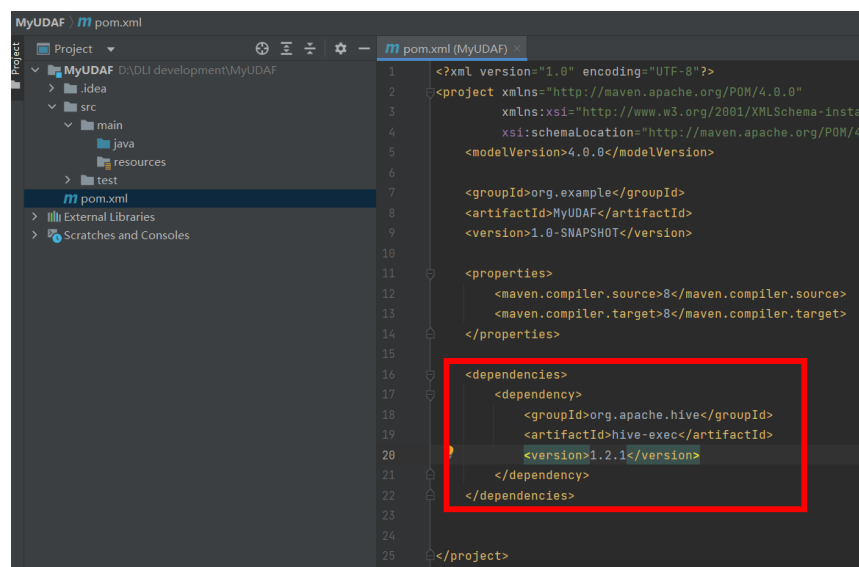 MyUDAF pom.xml
Project
Project
MyUDAF D:\DLI development\MyUDAF
.idea
src
main
java
resources
test
pom.xml
External Libraries
Scratches and Consoles
pom.xml (MyUDAF)
1 <?xml version="1.0" encoding="UTF-8"?>
2 <project xmlns="http://maven.apache.org/POM/4.0.0"
3 xmlns:xsi="http://www.w3.org/2001/XMLSchema-insta
4 xsi:schemaLocation="http://maven.apache.org/POM/4
5 <modelVersion>4.0.0</modelVersion>
6
7 <groupId>org.example</groupId>
8 <artifactId>MyUDAF</artifactId>
9 <version>1.0-SNAPSHOT</version>
10
11 <properties>
12 <maven.compiler.source>8</maven.compiler.source>
13 <maven.compiler.target>8</maven.compiler.target>
14 </properties>
15
16 <dependencies>
17 <dependency>
18 <groupId>org.apache.hive</groupId>
19 <artifactId>hive-exec</artifactId>
20 <version>1.2.1</version>
21 </dependency>
22 </dependencies>
23
24
25 </project>